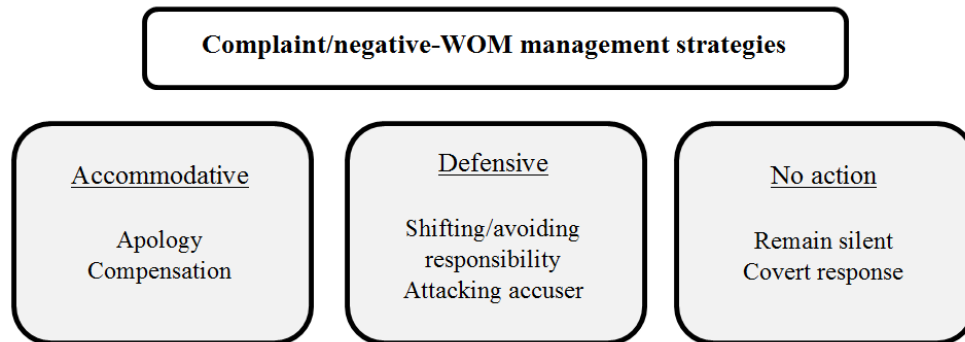 Complaint/negative-WOM management strategies
Accommodative
Apology
Compensation
Defensive
Shifting/avoiding
responsibility
Attacking accuser
No action
Remain silent
Covert response